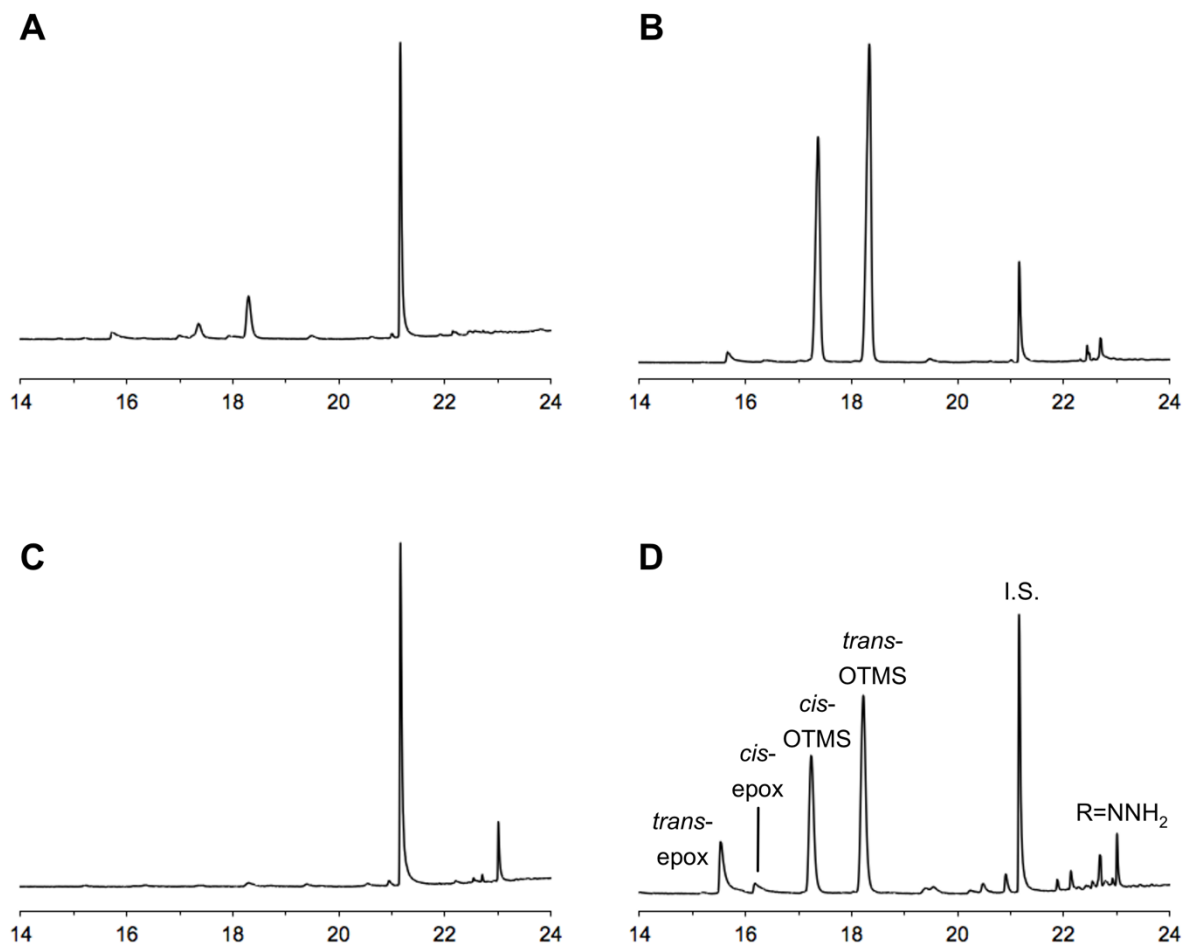 A
B
14 16 18 20 22 24
14 16 18 20 22 24
C
D
I.S.
trans-
OTMS
cis-
OTMS
cis-
epox
trans-
epox
R=NNH₂
14 16 18 20 22 24
14 16 18 20 22 24